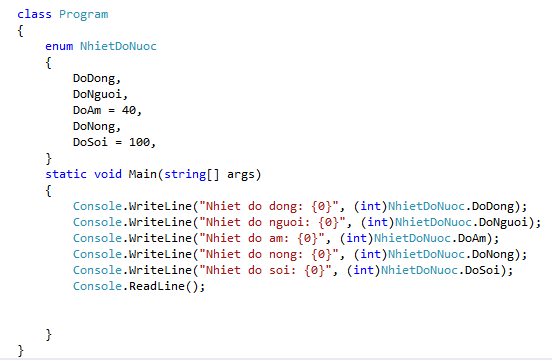 class Program
{
    enum NhietDoNuoc
    {
        DoDong,
        DoNguoi,
        DoAm = 40,
        DoNong,
        DoSoi = 100,
    }
    static void Main(string[] args)
    {
        Console.WriteLine("Nhiet do dong: {0}", (int)NhietDoNuoc.DoDong);
        Console.WriteLine("Nhiet do nguoi: {0}", (int)NhietDoNuoc.DoNguoi);
        Console.WriteLine("Nhiet do am: {0}", (int)NhietDoNuoc.DoAm);
        Console.WriteLine("Nhiet do nong: {0}", (int)NhietDoNuoc.DoNong);
        Console.WriteLine("Nhiet do soi: {0}", (int)NhietDoNuoc.DoSoi);
        Console.ReadLine();
    }
}